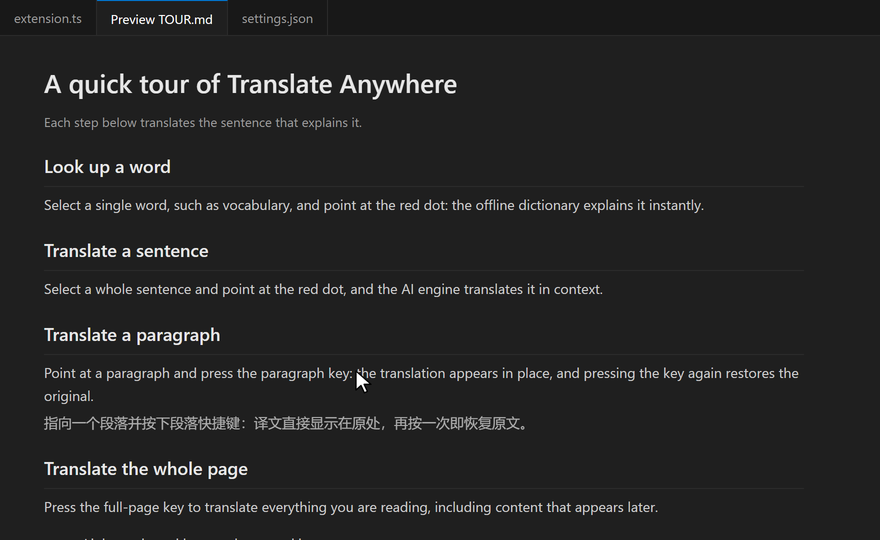 extension.ts
Preview TOUR.md
settings.json
A quick tour of Translate Anywhere
Each step below translates the sentence that explains it.
Look up a word
Select a single word, such as vocabulary, and point at the red dot: the offline dictionary explains it instantly.
Translate a sentence
Select a whole sentence and point at the red dot, and the AI engine translates it in context.
Translate a paragraph
Point at a paragraph and press the paragraph key: the translation appears in place, and pressing the key again restores the
original.
指向一个段落并按下段落快捷键：译文直接显示在原处，再按一次即恢复原文。
Translate the whole page
Press the full-page key to translate everything you are reading, including content that appears later.